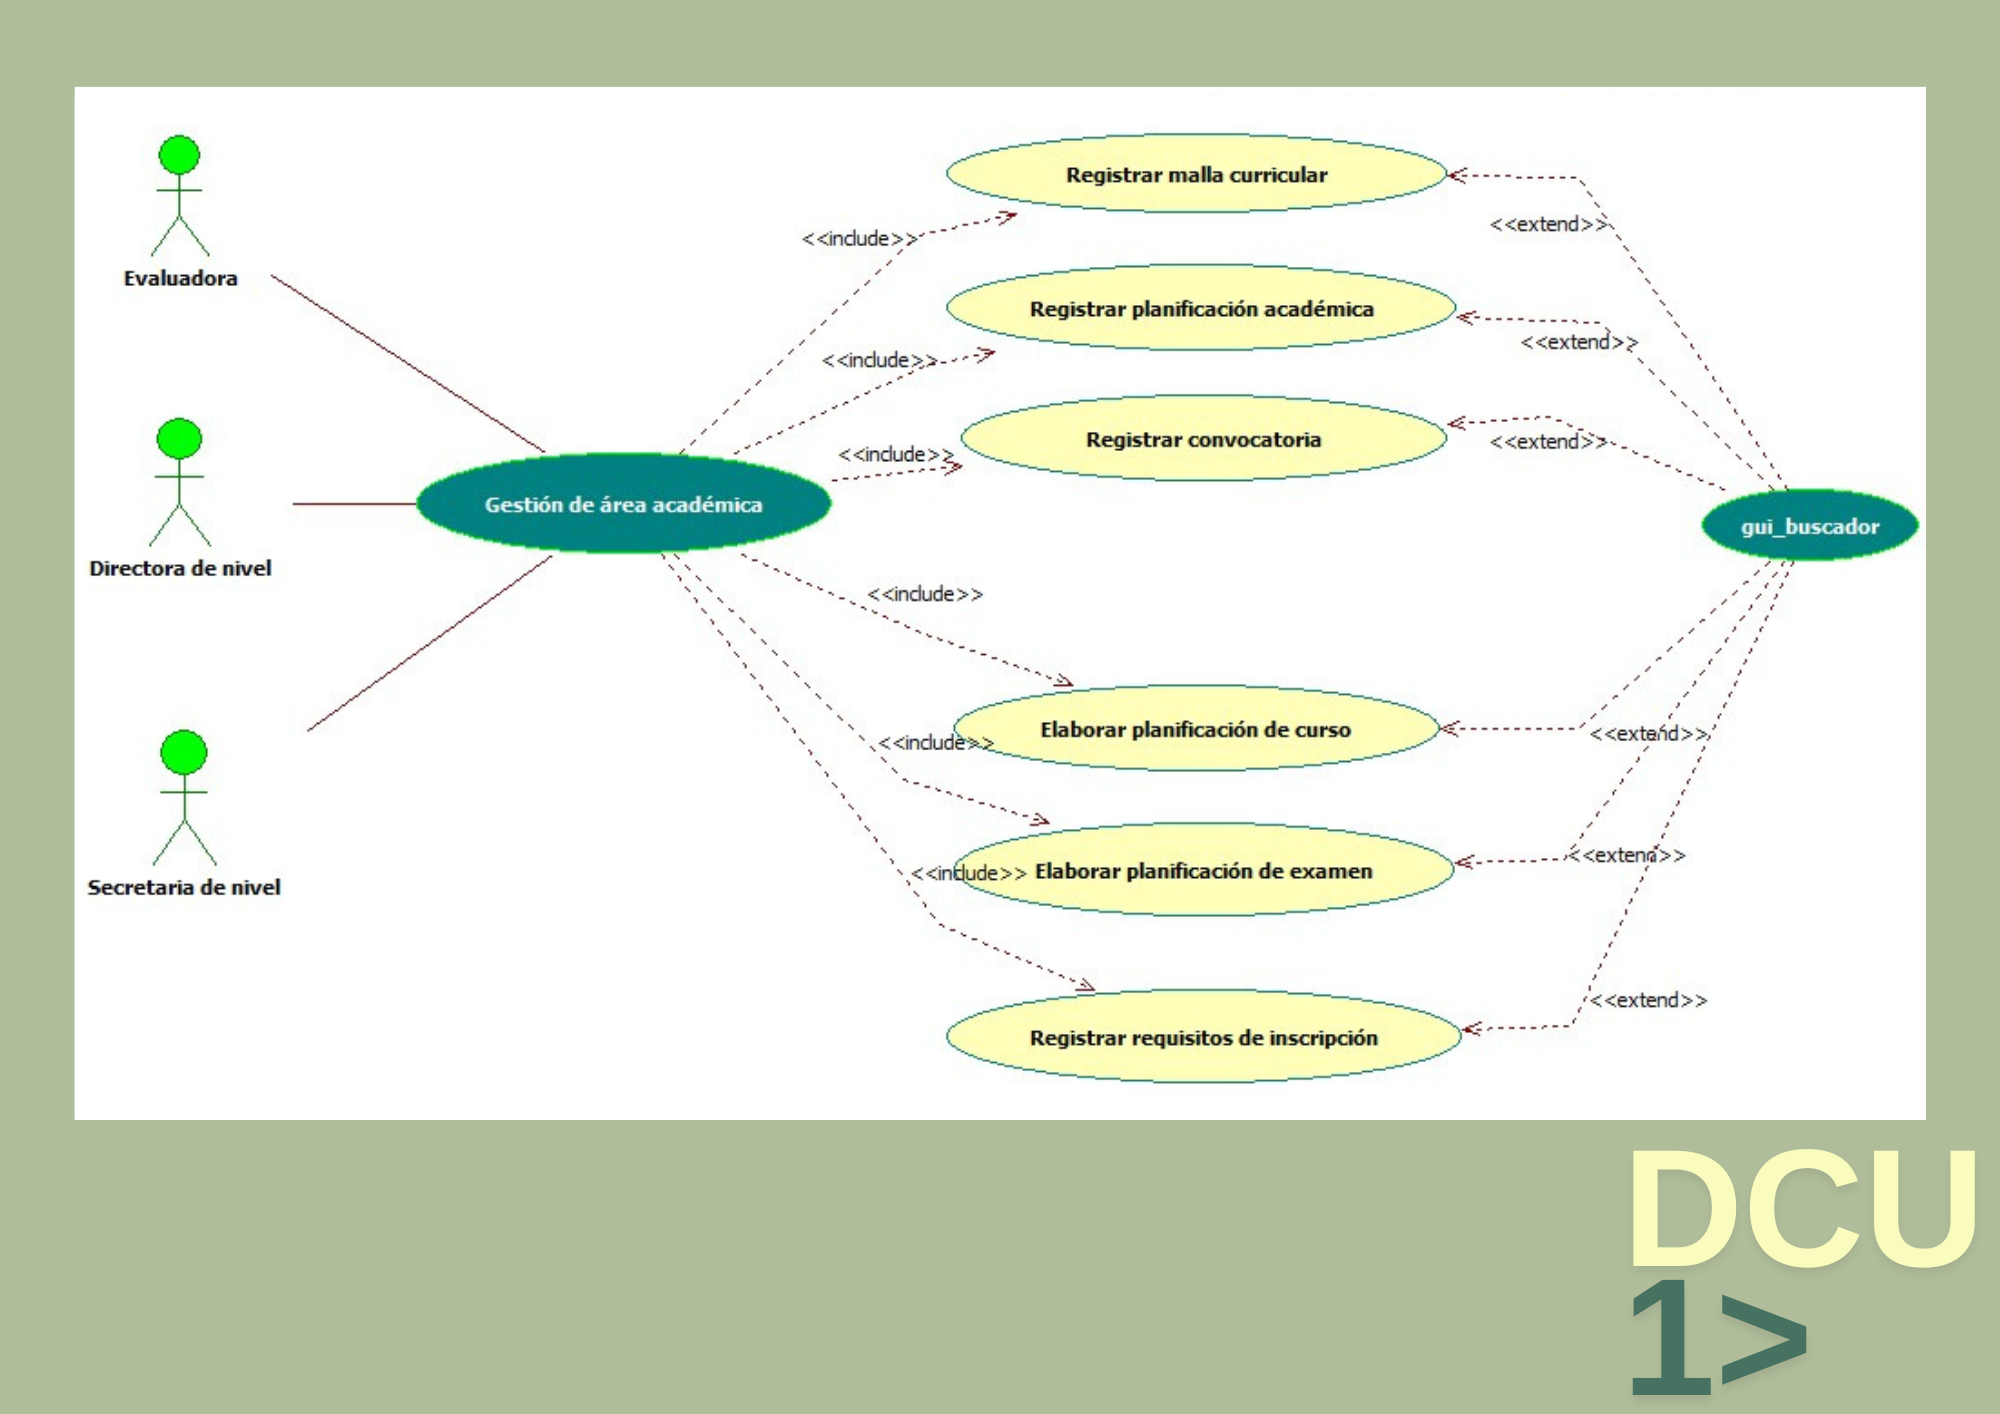 Evaluadora
Directora de nivel
Secretaria de nivel
Gestión de área académica
<<include>>
<<include>>
<<include>>
<<include>>
<<include>>
<<include>>
Registrar malla curricular
Registrar planificación académica
Registrar convocatoria
Elaborar planificación de curso
Elaborar planificación de examen
Registrar requisitos de inscripción
<<extend>>
<<extend>>
<<extend>>
<<extend>>
<<extend>>
<<extend>>
gui_buscador
DCU
1>